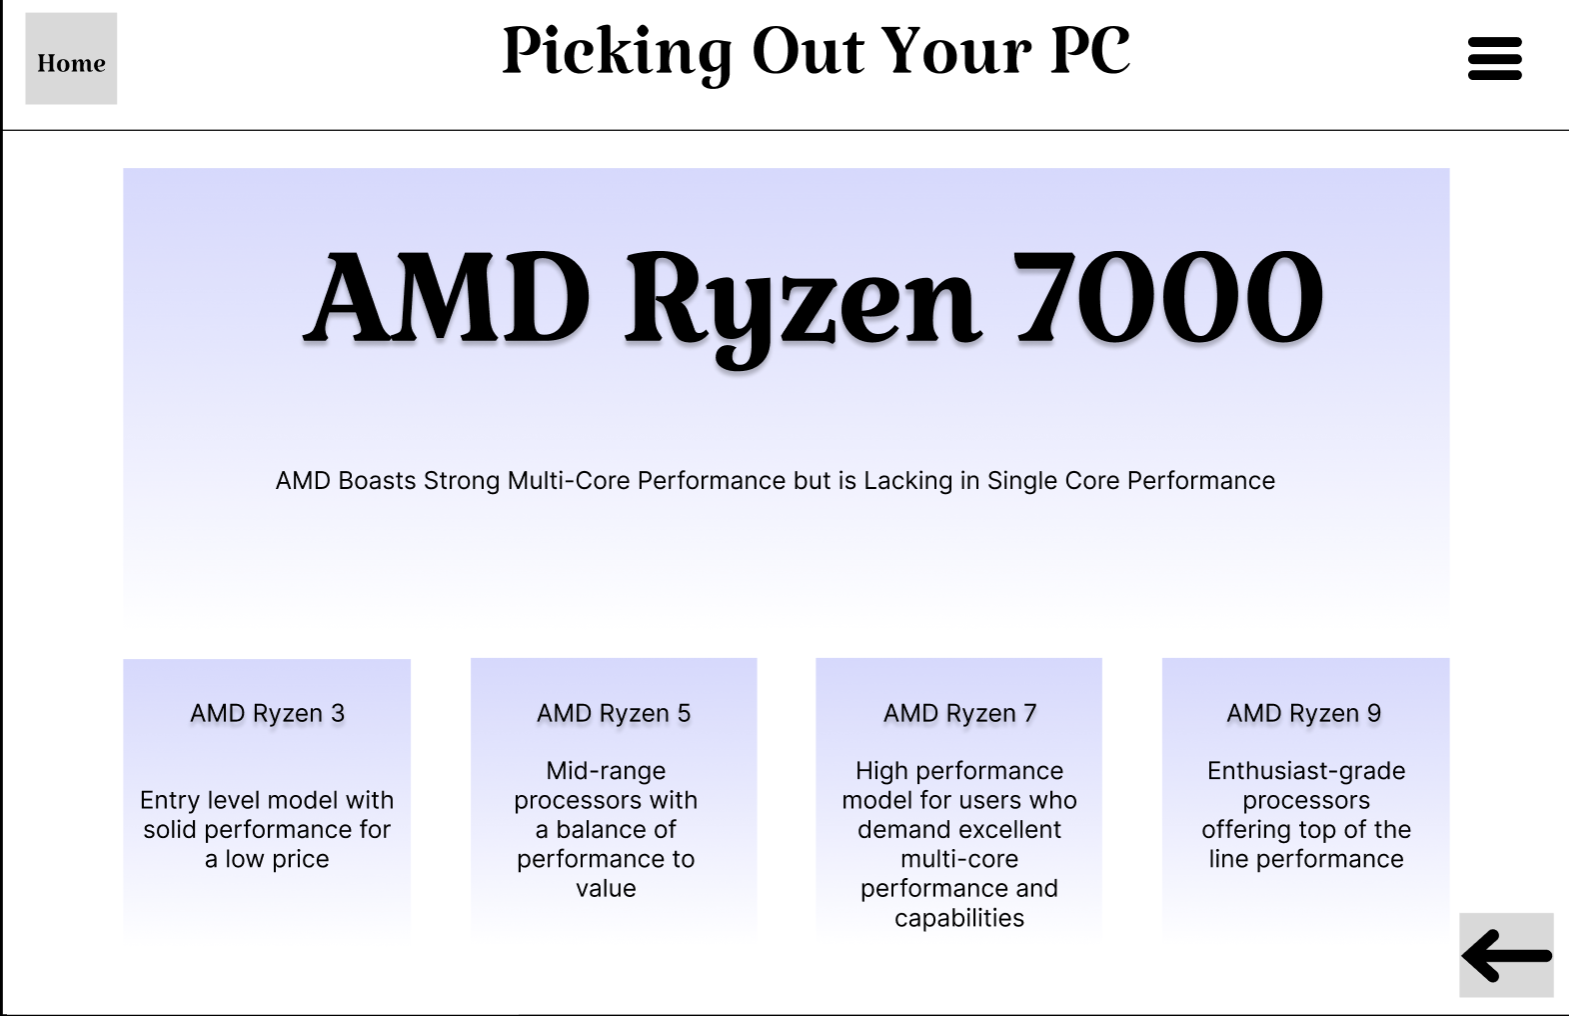 Home
Picking Out Your PC
AMD Ryzen 7000
AMD Boasts Strong Multi-Core Performance but is Lacking in Single Core Performance
AMD Ryzen 3
Entry level model with
solid performance for
a low price
AMD Ryzen 5
Mid-range
processors with
a balance of
performance to
value
AMD Ryzen 7
High performance
model for users who
demand excellent
multi-core
performance and
capabilities
AMD Ryzen 9
Enthusiast-grade
processors
offering top of the
line performance